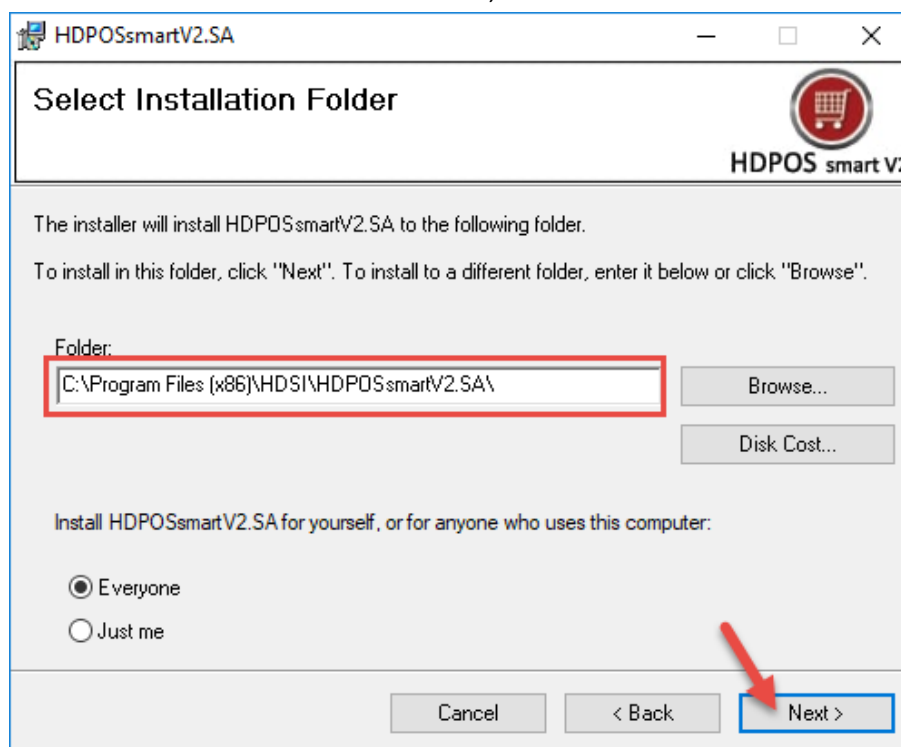 HDPOSsmartV2.SA
Select Installation Folder
HDPOS smart V2
The installer will install HDPOSsmartV2.SA to the following folder.
To install in this folder, click "Next". To install to a different folder, enter it below or click "Browse".
Folder:
C:\Program Files (x86)\HDSI\HDPOSsmartV2.SA\
Browse...
Disk Cost...
Install HDPOSsmartV2.SA for yourself, or for anyone who uses this computer:
Everyone
Just me
Cancel
< Back
Next >